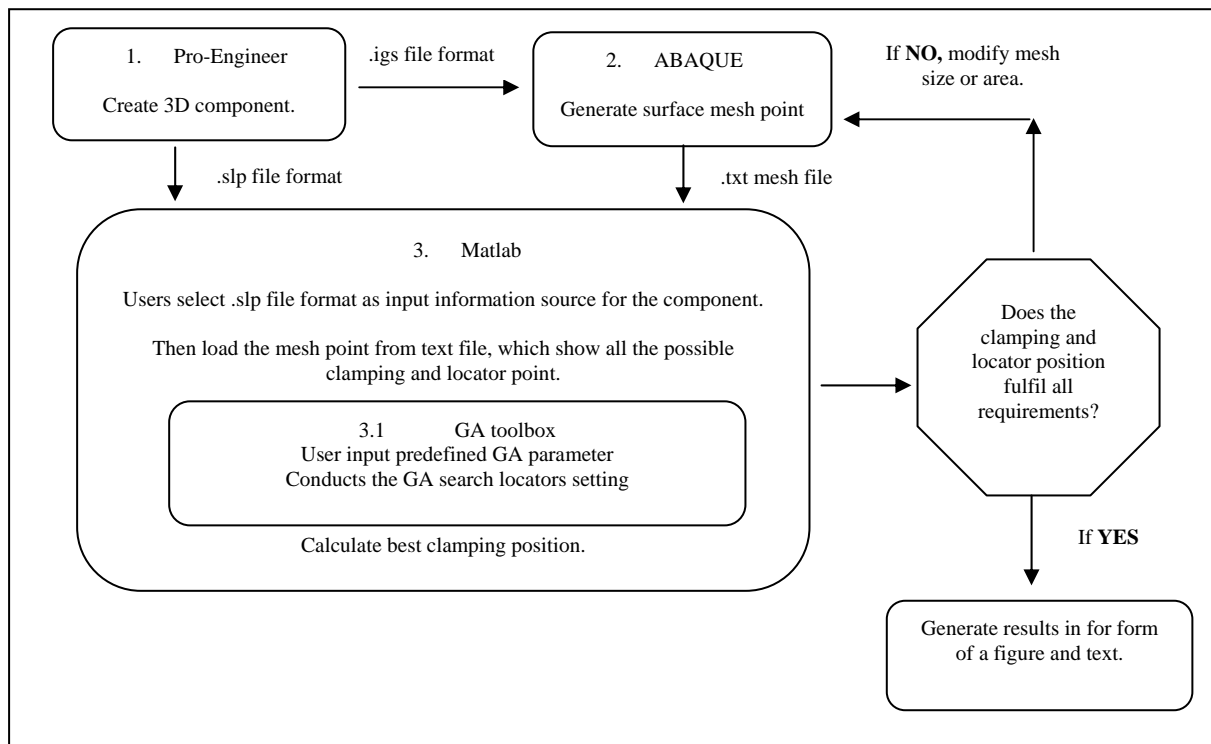 1. Pro-Engineer
Create 3D component.
.igs file format
2. ABAQUE
Generate surface mesh point
If NO, modify mesh
size or area.
.slp file format
.txt mesh file
3. Matlab
Users select .slp file format as input information source for the component.
Then load the mesh point from text file, which show all the possible
clamping and locator point.
3.1 GA toolbox
User input predefined GA parameter
Conducts the GA search locators setting
Calculate best clamping position.
Does the
clamping and
locator position
fulfil all
requirements?
If YES
Generate results in for form
of a figure and text.